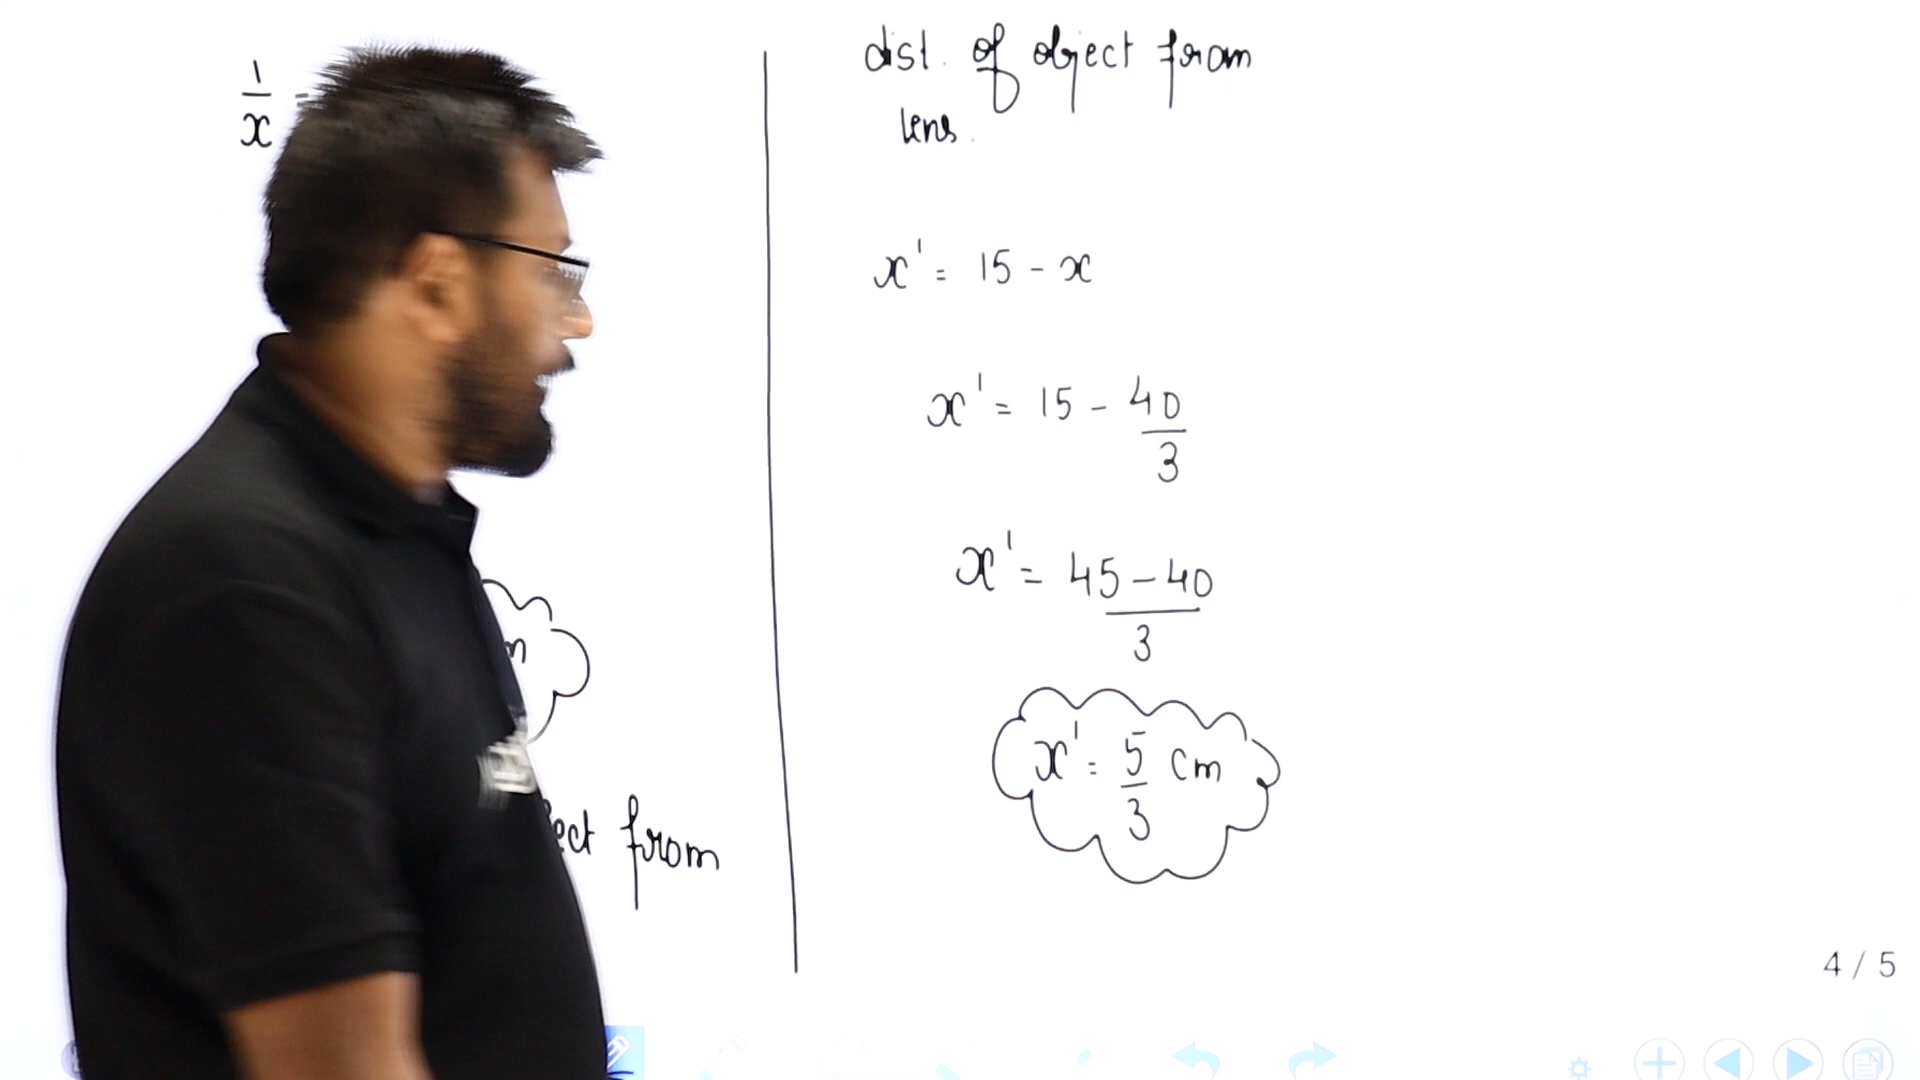 1/x =
m
ect from
dist. of object from
lens.
x' = 15 - x
x' = 15 - 40/3
x' = 45 - 40/3
x' = 5/3 cm
4 / 5